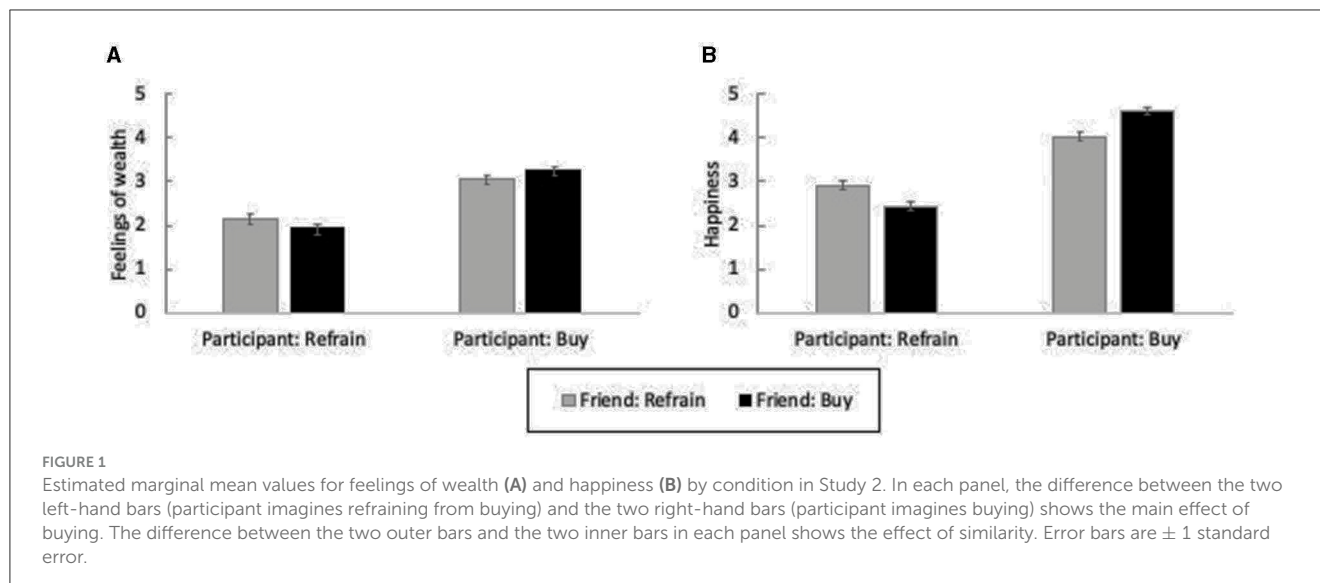 A
B
Feelings of wealth
5
4
3
2
1
0
Participant: Refrain
Participant: Buy
Happiness
5
4
3
2
1
0
Participant: Refrain
Participant: Buy
Friend: Refrain
Friend: Buy
FIGURE 1
Estimated marginal mean values for feelings of wealth (A) and happiness (B) by condition in Study 2. In each panel, the difference between the two
left-hand bars (participant imagines refraining from buying) and the two right-hand bars (participant imagines buying) shows the main effect of
buying. The difference between the two outer bars and the two inner bars in each panel shows the effect of similarity. Error bars are ± 1 standard
error.